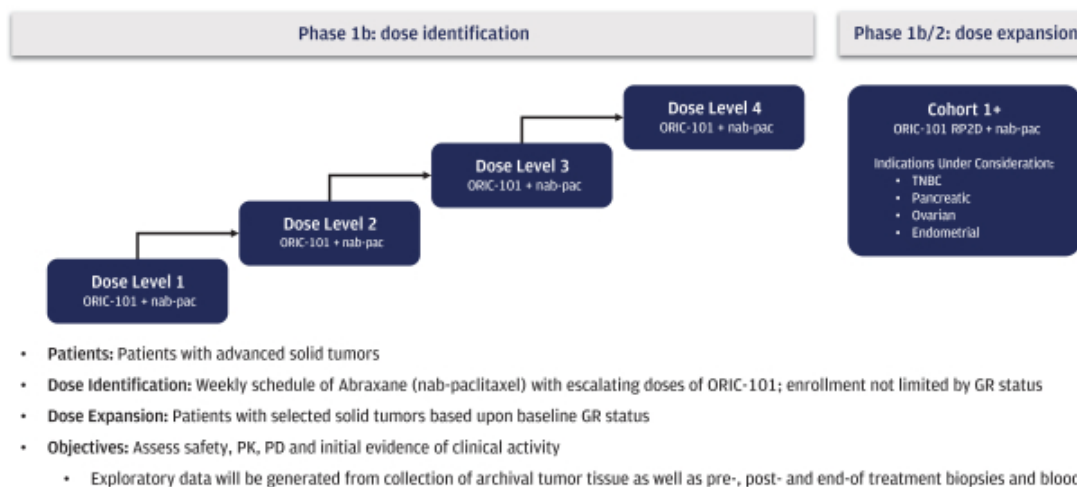 Phase 1b: dose identification
Phase 1b/2: dose expansion
Dose Level 4
ORIC-101 + nab-pac
Dose Level 3
ORIC-101 + nab-pac
Dose Level 2
ORIC-101 + nab-pac
Dose Level 1
ORIC-101 + nab-pac
Cohort 1+
ORIC-101 RP2D + nab-pac
Indications Under Consideration:
• TNBC
• Pancreatic
• Ovarian
• Endometrial
• Patients: Patients with advanced solid tumors
• Dose Identification: Weekly schedule of Abraxane (nab-paclitaxel) with escalating doses of ORIC-101; enrollment not limited by GR status
• Dose Expansion: Patients with selected solid tumors based upon baseline GR status
• Objectives: Assess safety, PK, PD and initial evidence of clinical activity
• Exploratory data will be generated from collection of archival tumor tissue as well as pre-, post- and end-of treatment biopsies and blood